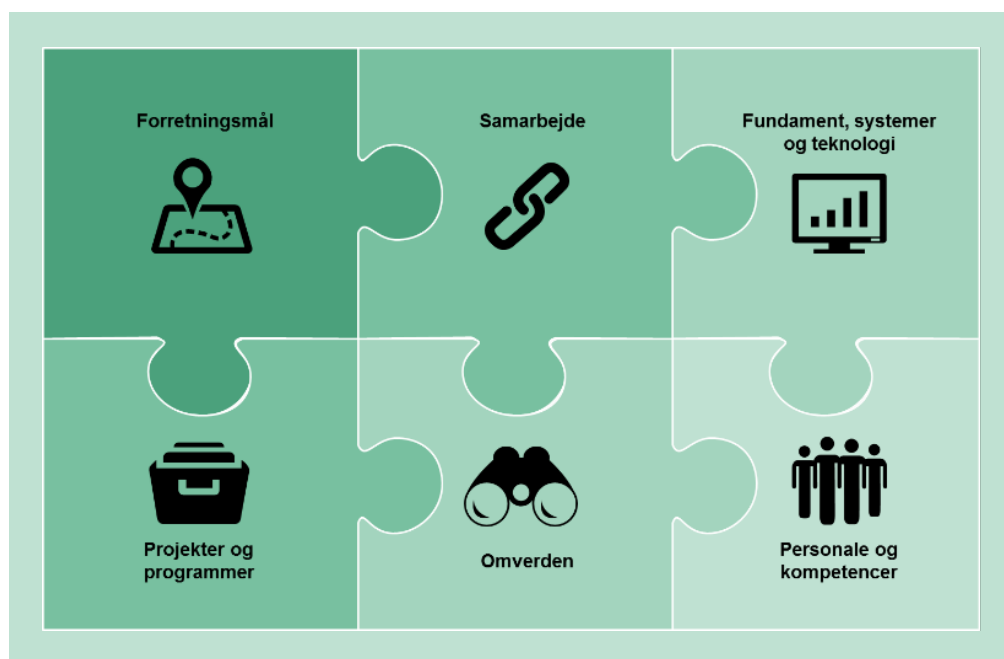 Forretningsmål
Samarbejde
Fundament, systemer
og teknologi
Projekter og
programmer
Omverden
Personale og
kompetencer